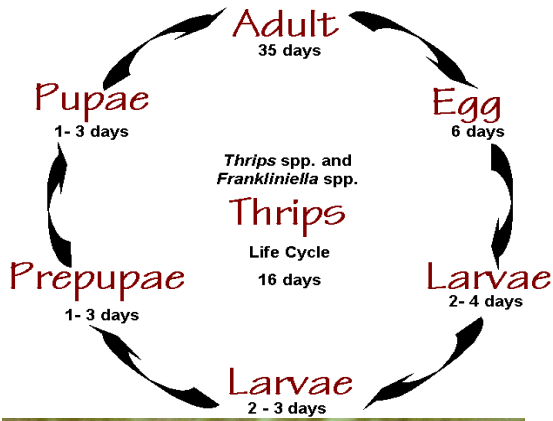 Adult
35 days
Egg
6 days
Larvae
2- 4 days
Larvae
2 - 3 days
Prepupae
1- 3 days
Pupae
1- 3 days
Thrips spp. and
Frankliniella spp.
Thrips
Life Cycle
16 days